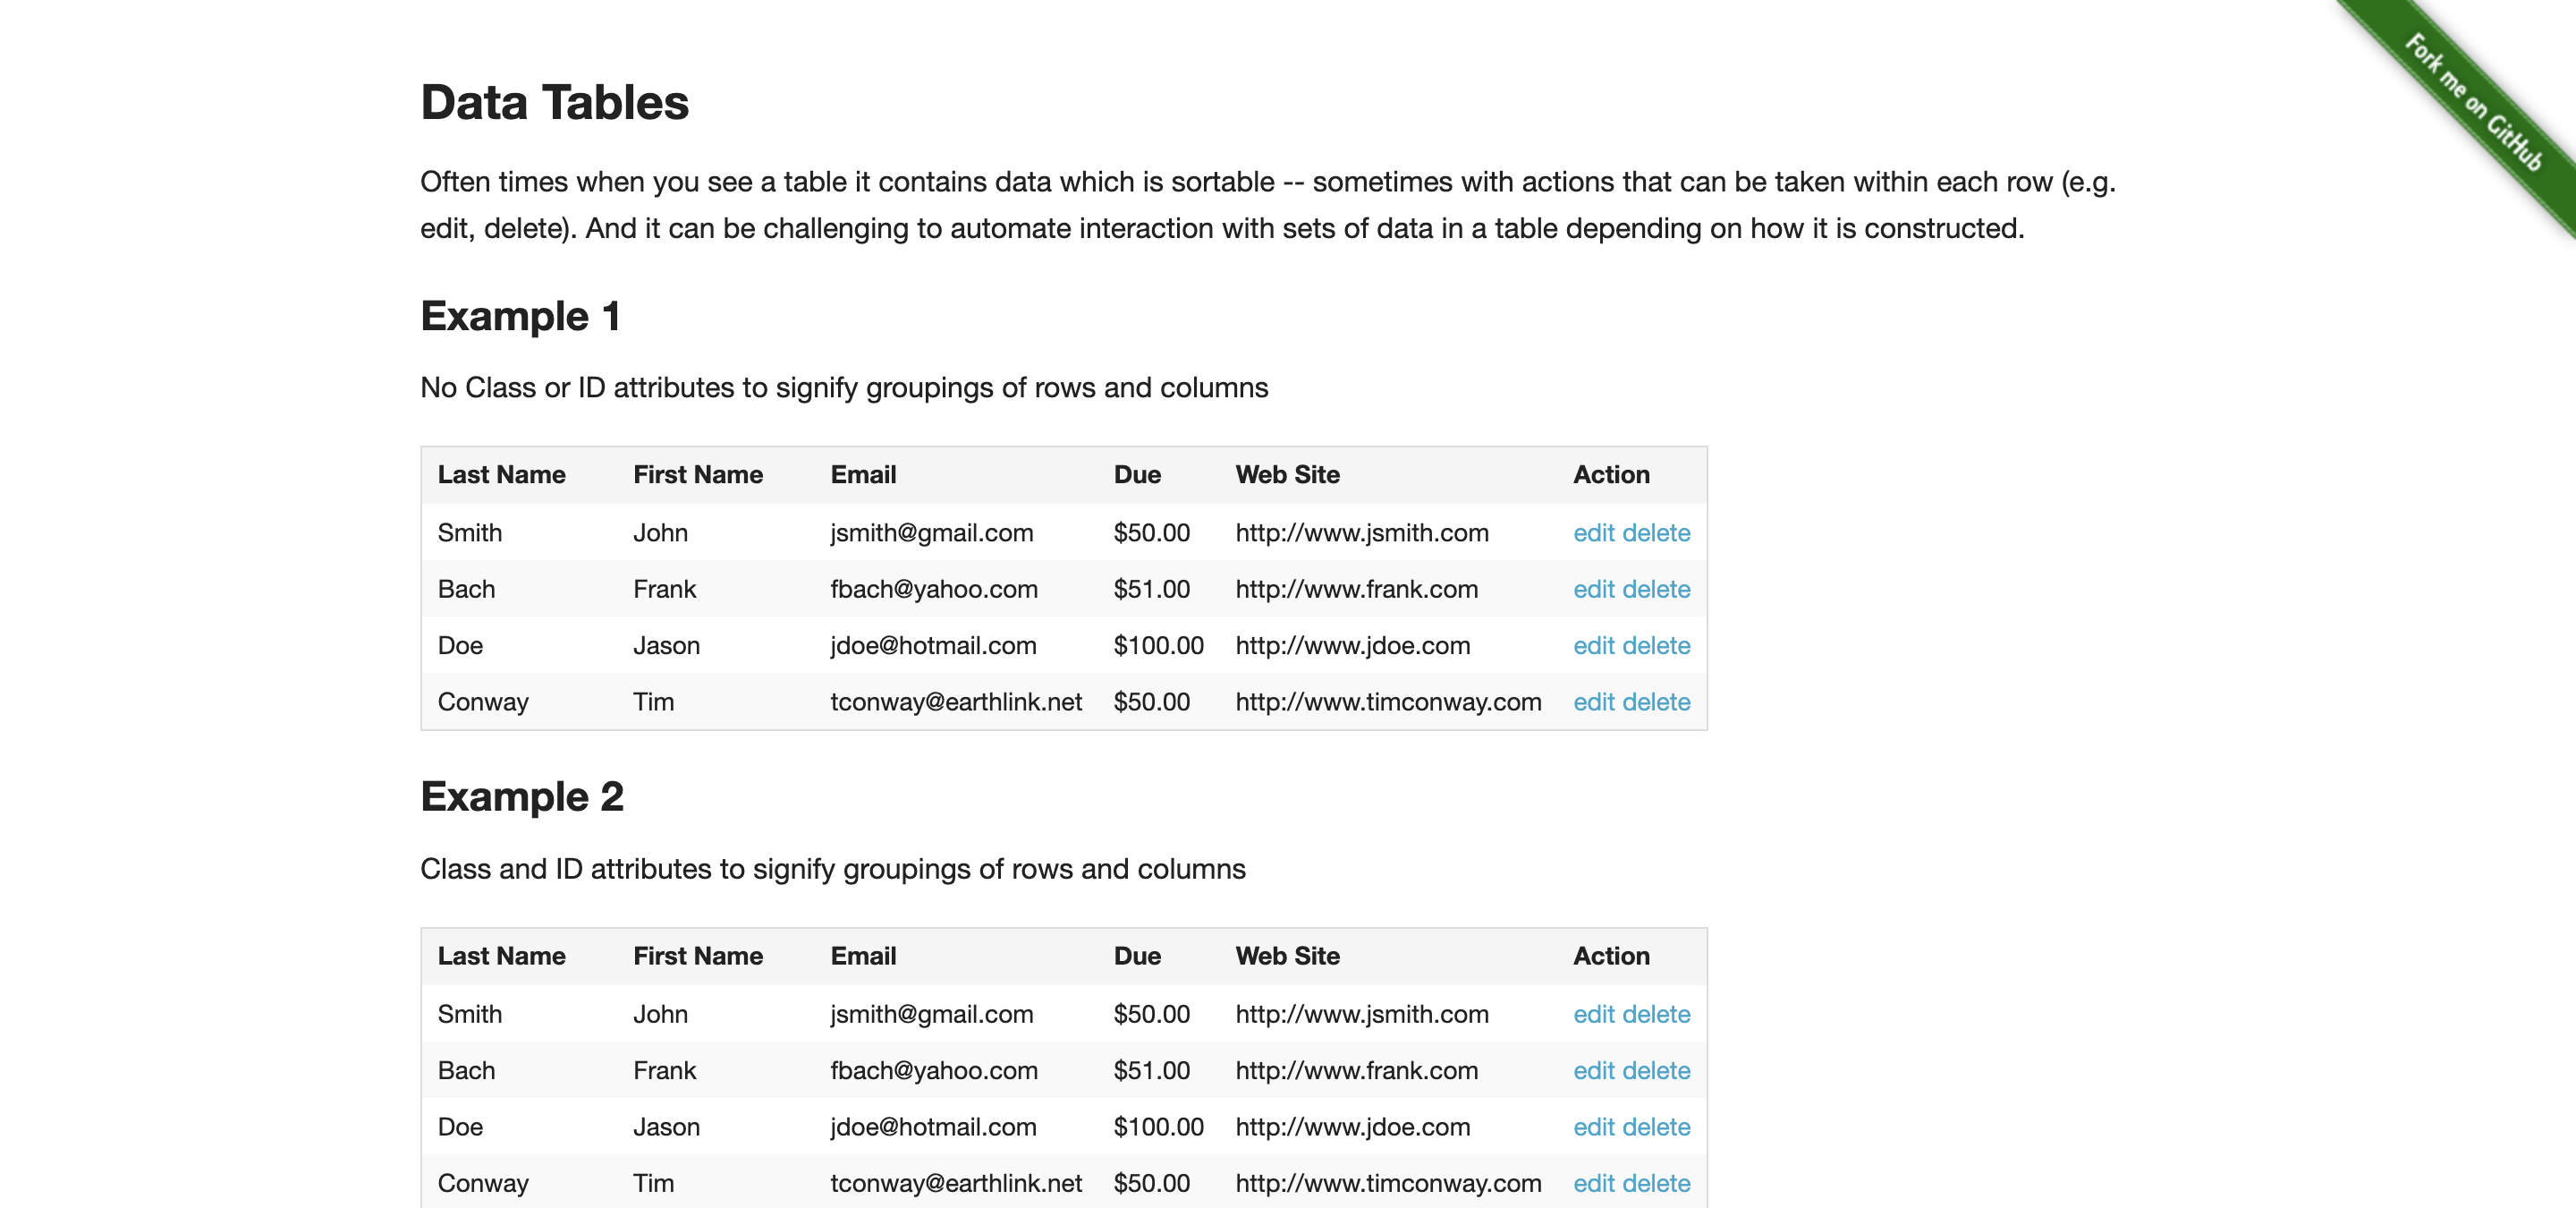 Fork me on GitHub
Data Tables
Often times when you see a table it contains data which is sortable -- sometimes with actions that can be taken within each row (e.g.
edit, delete). And it can be challenging to automate interaction with sets of data in a table depending on how it is constructed.
Example 1
No Class or ID attributes to signify groupings of rows and columns
Last Name First Name Email Due Web Site Action
Smith John jsmith@gmail.com $50.00 http://www.jsmith.com edit delete
Bach Frank fbach@yahoo.com $51.00 http://www.frank.com edit delete
Doe Jason jdoe@hotmail.com $100.00 http://www.jdoe.com edit delete
Conway Tim tconway@earthlink.net $50.00 http://www.timconway.com edit delete
Example 2
Class and ID attributes to signify groupings of rows and columns
Last Name First Name Email Due Web Site Action
Smith John jsmith@gmail.com $50.00 http://www.jsmith.com edit delete
Bach Frank fbach@yahoo.com $51.00 http://www.frank.com edit delete
Doe Jason jdoe@hotmail.com $100.00 http://www.jdoe.com edit delete
Conway Tim tconway@earthlink.net $50.00 http://www.timconway.com edit delete